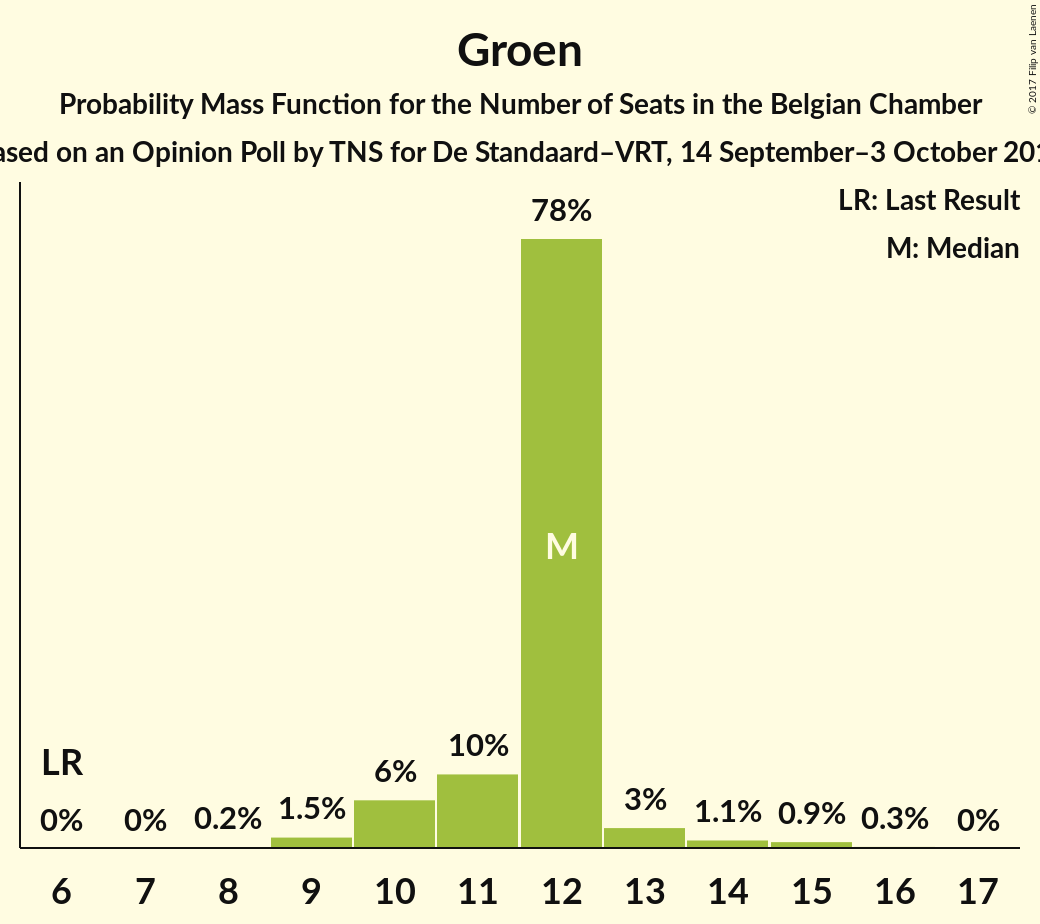 Groen
Probability Mass Function for the Number of Seats in the Belgian Chamber
on an Opinion Poll by TNS for De Standaard–VRT, 14 September–3 October
© 2017 Filip van Laenen
LR: Last Result
M: Median
78%
M
LR
10%
6%
3%
1.5%
1.1%
0.9%
0.3%
0.2%
0% 0% 0%
6 7 8 9 10 11 12 13 14 15 16 17